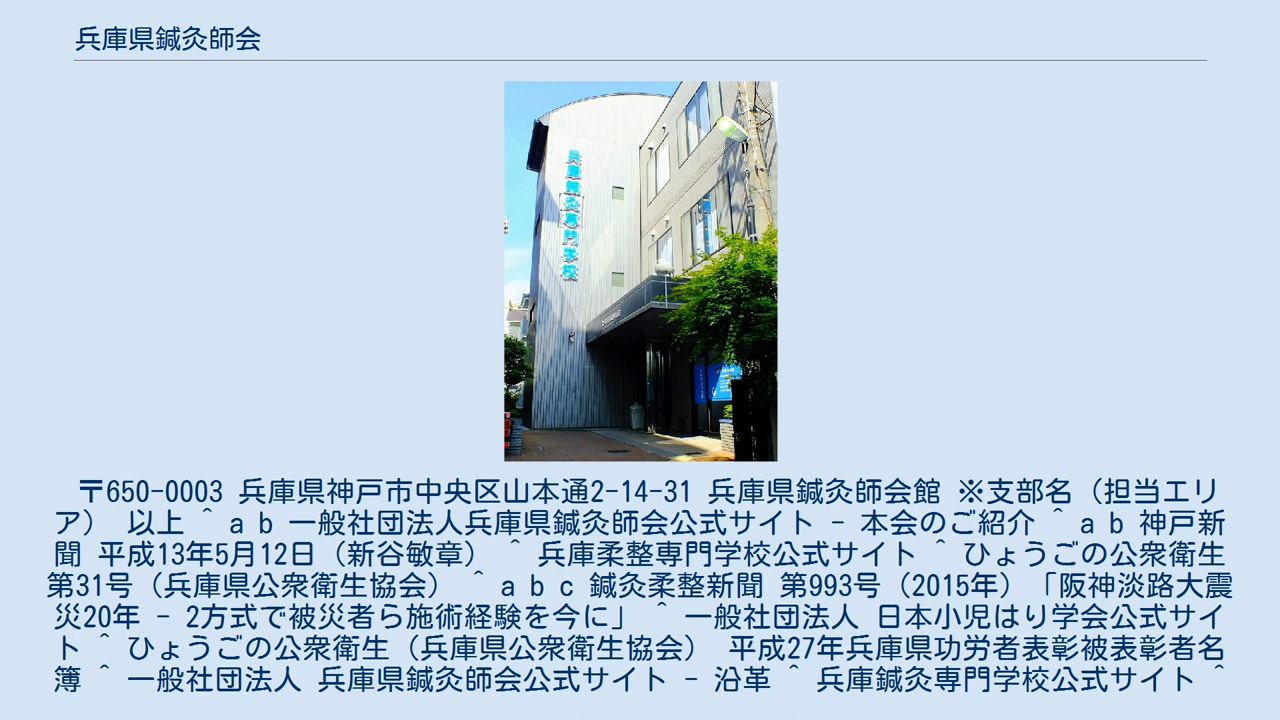 兵庫県鍼灸師会
兵庫鍼灸専門学校
〒650-0003 兵庫県神戸市中央区山本通2-14-31 兵庫県鍼灸師会館 ※支部名（担当エリ
ア） 以上 ^ a b 一般社団法人兵庫県鍼灸師会公式サイト - 本会のご紹介 ^ a b 神戸新
聞 平成13年5月12日（新谷敏章） ^ 兵庫柔整専門学校公式サイト ^ ひょうごの公衆衛生
第31号（兵庫県公衆衛生協会） ^ a b c 鍼灸柔整新聞 第993号（2015年）「阪神淡路大震
災20年 - 2方式で被災者ら施術経験を今に」 ^ 一般社団法人 日本小児はり学会公式サイ
ト ^ ひょうごの公衆衛生（兵庫県公衆衛生協会） 平成27年兵庫県功労者表彰被表彰者名
簿 ^ 一般社団法人 兵庫県鍼灸師会公式サイト - 沿革 ^ 兵庫鍼灸専門学校公式サイト ^